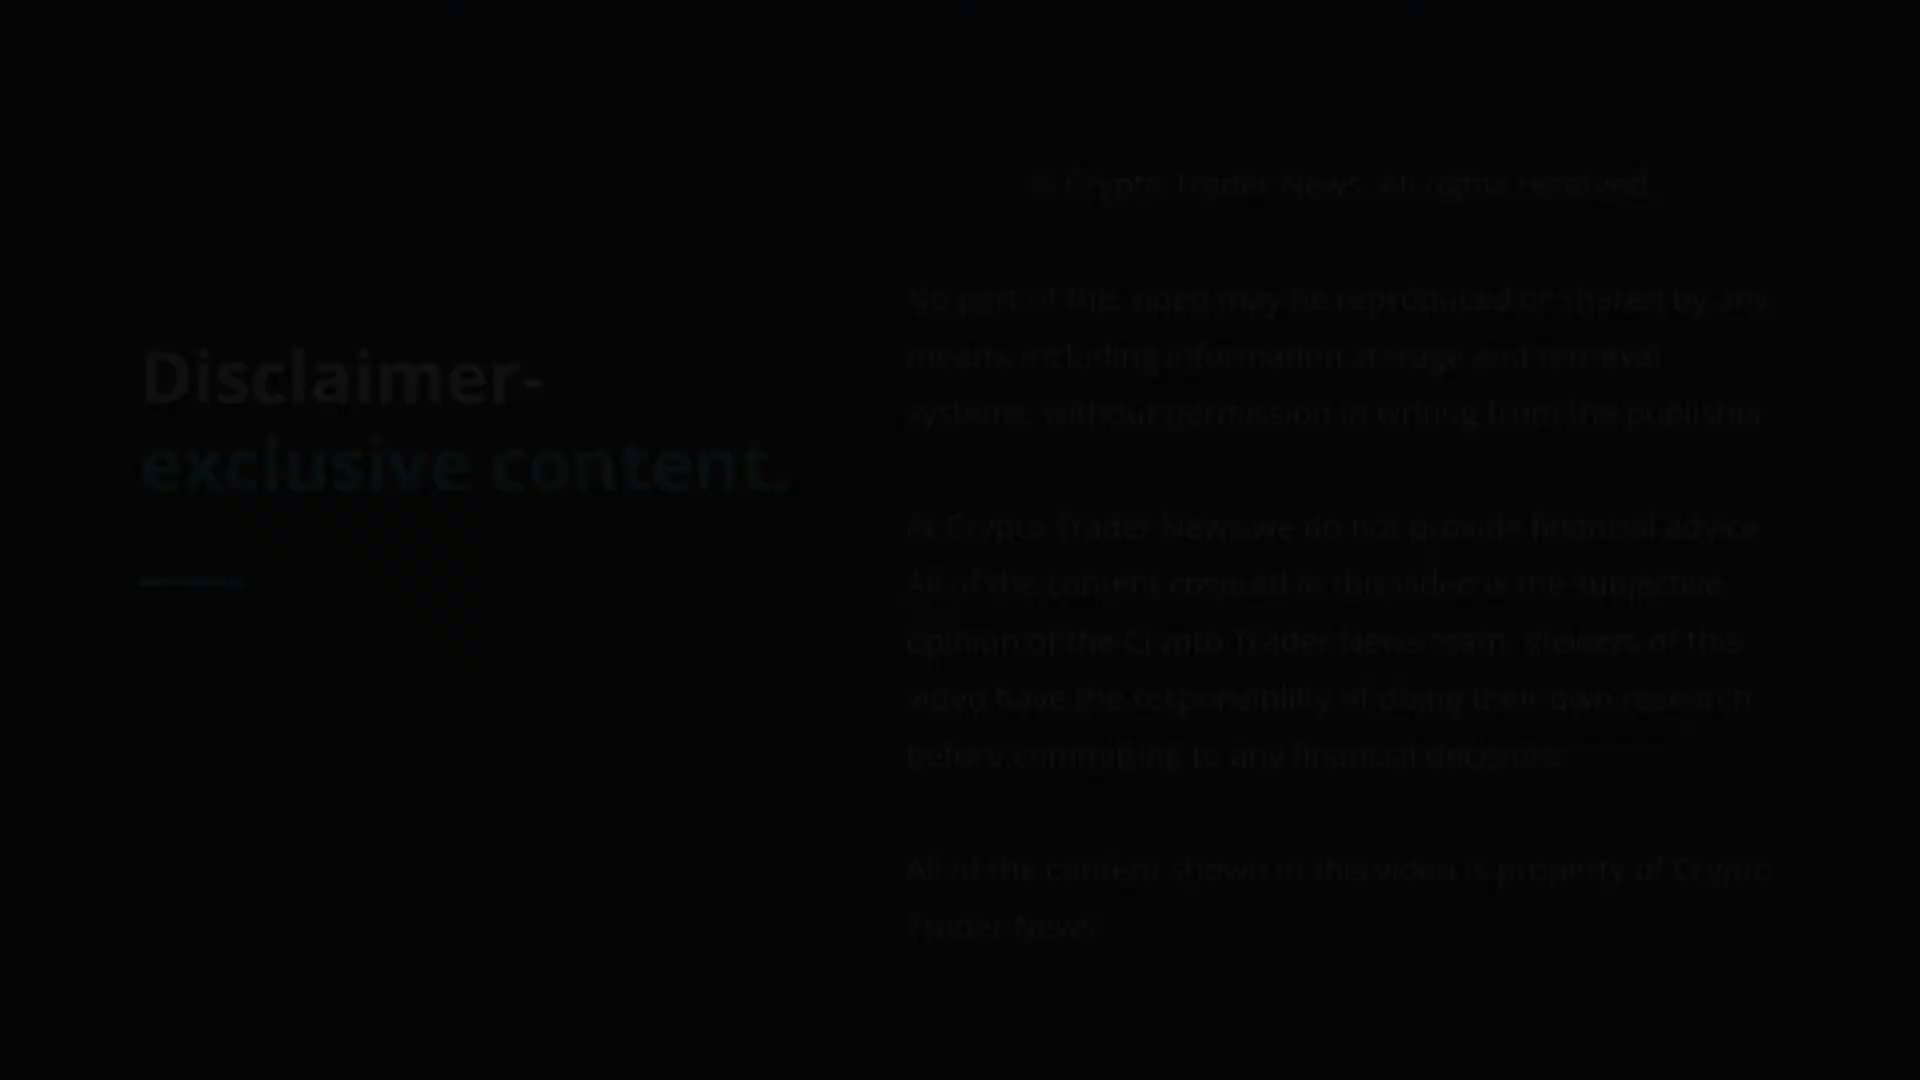 Disclaimer-
exclusive content.
© Crypto Trader News. All rights reserved.
No part of this video may be reproduced or shared by any
means including information storage and retrieval
systems, without permission in writing from the publisher.
At Crypto Trader News we do not provide financial advice.
All of the content covered in this video is the subjective
opinion of the Crypto Trader News team. Viewers of this
video have the responsibility of doing their own research
before committing to any financial decisions.
All of the content shown in this video is property of Crypto
Trader News.